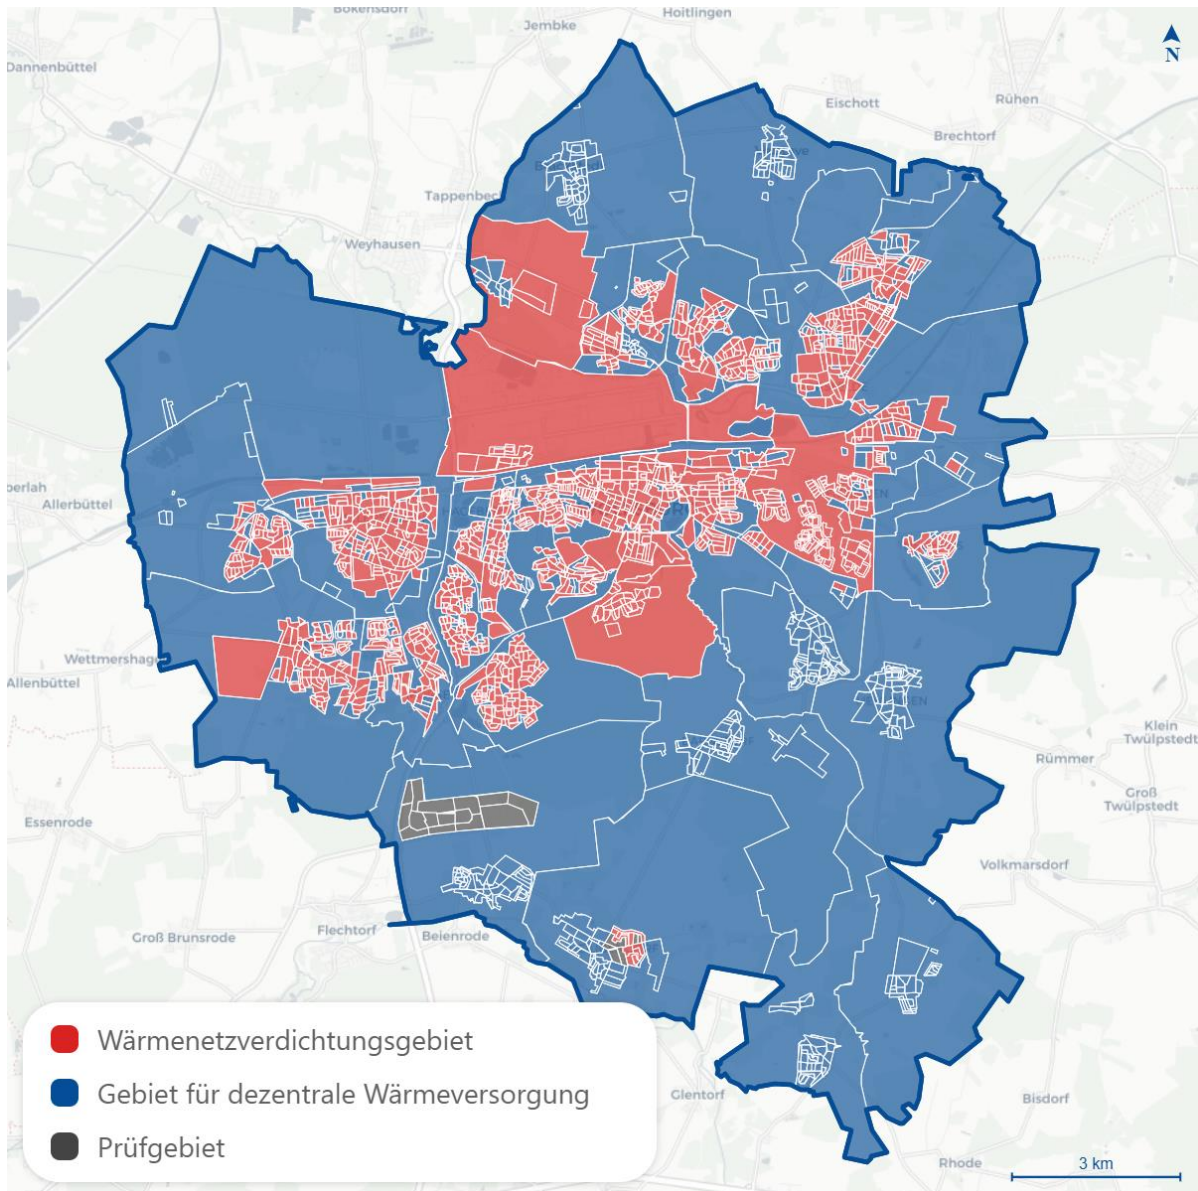 Bokensdorf
Hoitlingen
Jembke
Dannenbüttel
Eischott
Rühen
N
Brechtorf
Tappenbeck
Weyhausen
Allerbüttel
Wettmershagen
Allenbüttel
Klein
Twülpstedt
Rümmer
Groß
Twülpstedt
Essenrode
Volkmarsdorf
Flechtorf
Groß Brunsrode
Beienrode
Wärmenetzverdichtungsgebiet
Gebiet für dezentrale Wärmeversorgung
Prüfgebiet
Glentorf
Bisdorf
Rhode
3 km